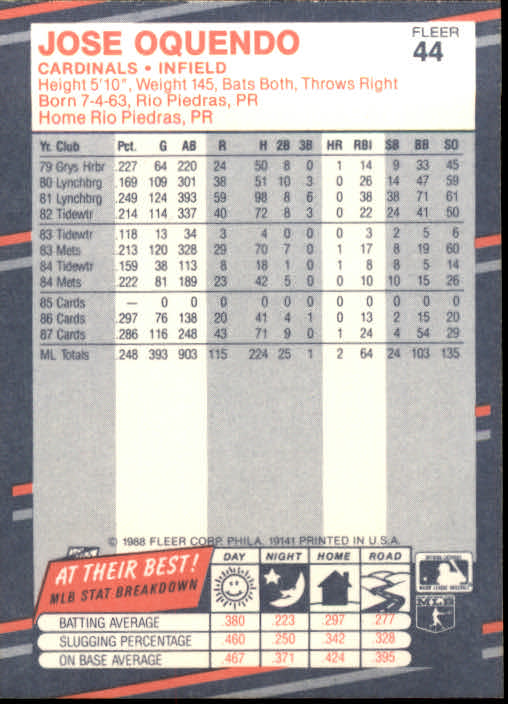 JOSE OQUENDO
FLEER
44
CARDINALS • INFIELD
Height 5'10", Weight 145, Bats Both, Throws Right
Born 7-4-63, Rio Piedras, PR
Home Rio Piedras, PR
Yr. Club Pct. G AB R H 2B 3B HR RBI SB BB SO
79 Grys Hrbr .227 64 220 24 50 8 0 1 14 9 33 45
80 Lynchbrg .169 109 301 38 51 10 3 0 26 14 47 59
81 Lynchbrg .249 124 393 59 98 8 6 0 38 38 71 61
82 Tidewtr .214 114 337 40 72 8 3 0 22 24 41 50
83 Tidewtr .118 13 34 3 4 0 0 0 3 2 5 6
83 Mets .213 120 328 29 70 7 0 1 17 8 19 60
84 Tidewtr .159 38 113 8 18 1 0 1 8 8 5 14
84 Mets .222 81 189 23 42 5 0 0 10 10 15 26
85 Cards — 0 0 0 0 0 0 0 0 0 0 0
86 Cards .297 76 138 20 41 4 1 0 13 2 15 20
87 Cards .286 116 248 43 71 9 0 1 24 4 54 29
ML Totals .248 393 903 115 224 25 1 2 64 24 103 135
© 1988 FLEER CORP. PHILA. 19141 PRINTED IN U.S.A.
AT THEIR BEST!
MLB STAT BREAKDOWN
DAY NIGHT HOME ROAD
BATTING AVERAGE .380 .223 .297 .277
SLUGGING PERCENTAGE .460 .250 .342 .328
ON BASE AVERAGE .467 .371 .424 .395
MAJOR LEAGUE BASEBALL
MLB